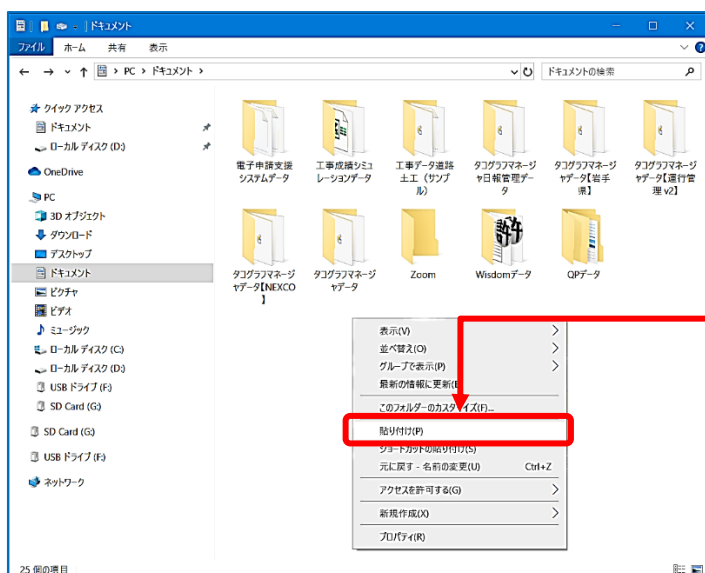 ドキュメント
ファイル ホーム 共有 表示
PC > ドキュメント >
ドキュメントの検索
クイック アクセス
ドキュメント
ローカル ディスク (D:)
OneDrive
PC
3D オブジェクト
ダウンロード
デスクトップ
ドキュメント
ピクチャ
ビデオ
ミュージック
ローカル ディスク (C:)
ローカル ディスク (D:)
USB ドライブ (F:)
SD Card (G:)
SD Card (G:)
USB ドライブ (F:)
ネットワーク
電子申請支援
システムデータ
工事成績シミュ
レーションデータ
工事データ道路
土工(サンプ
ル)
タコグラフマネージ
ャ日報管理デー
タ
タコグラフマネージ
ャデータ【岩手
県】
タコグラフマネージ
ャデータ【運行管
理 v2】
タコグラフマネージ
ャデータ【NEXCO
】
タコグラフマネージ
ャデータ
Zoom
Wisdomデータ
QPデータ
表示(V)
並べ替え(O)
グループで表示(P)
最新の情報に更新(E
このフォルダーのカスタマイズ(F)...
貼り付け(P)
ショートカットの貼り付け(S)
元に戻す - 名前の変更(U) Ctrl+Z
アクセスを許可する(G)
新規作成(X)
プロパティ(R)
25 個の項目